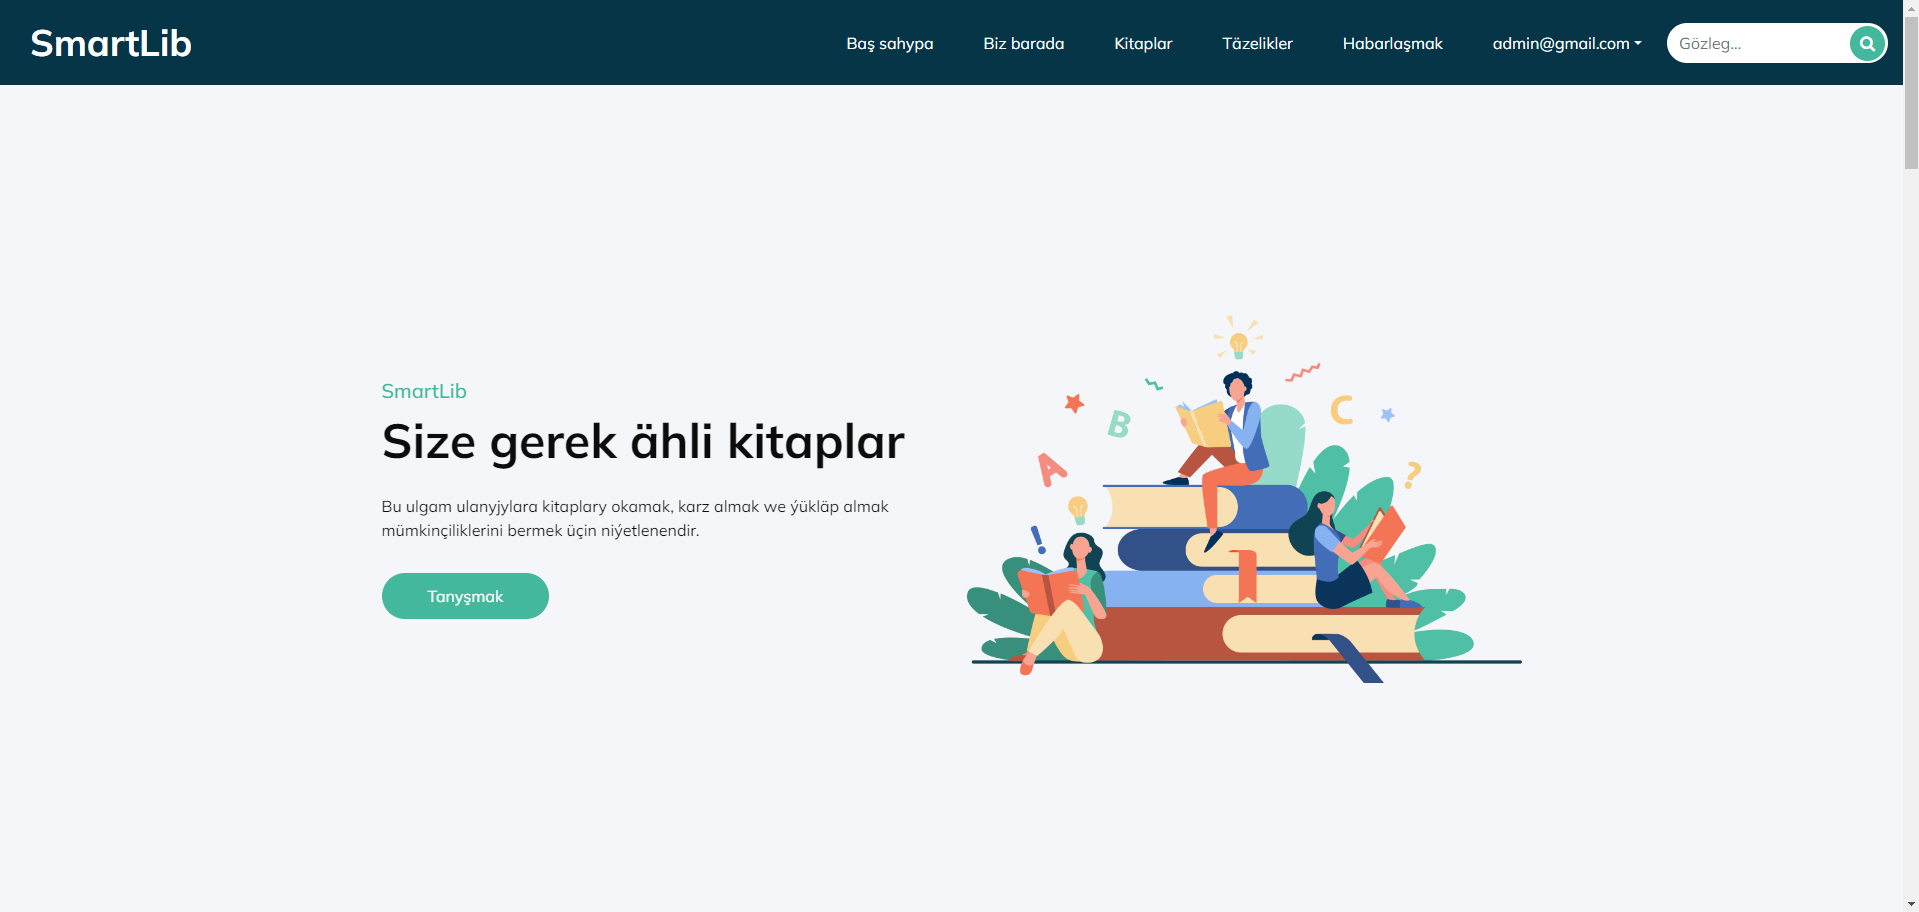 SmartLib
Baş sahypa
Biz barada
Kitaplar
Täzelikler
Habarlaşmak
admin@gmail.com
Gözleg...
SmartLib
Size gerek ähli kitaplar
Bu ulgam ulanyjylara kitaplary okamak, karz almak we ýükläp almak
mümkinçiliklerini bermek üçin niýetlenendir.
Tanyşmak
A
B
C
?
!